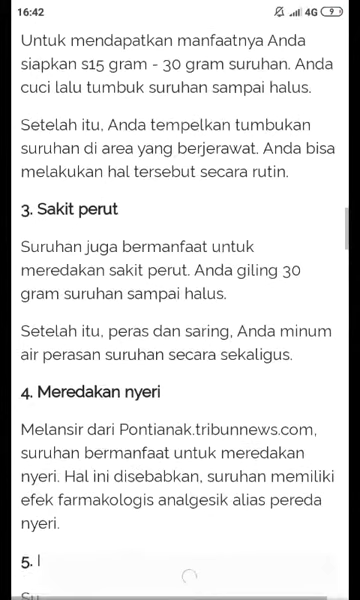 16:42
4G 9
Untuk mendapatkan manfaatnya Anda
siapkan s15 gram - 30 gram suruhan. Anda
cuci lalu tumbuk suruhan sampai halus.
Setelah itu, Anda tempelkan tumbukan
suruhan di area yang berjerawat. Anda bisa
melakukan hal tersebut secara rutin.
3. Sakit perut
Suruhan juga bermanfaat untuk
meredakan sakit perut. Anda giling 30
gram suruhan sampai halus.
Setelah itu, peras dan saring, Anda minum
air perasan suruhan secara sekaligus.
4. Meredakan nyeri
Melansir dari Pontianak.tribunnews.com,
suruhan bermanfaat untuk meredakan
nyeri. Hal ini disebabkan, suruhan memiliki
efek farmakologis analgesik alias pereda
nyeri.
5. I